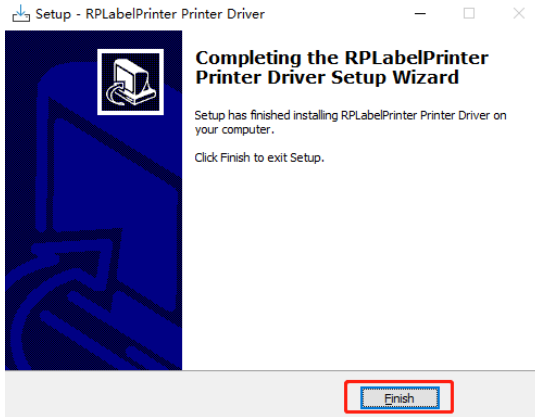 Setup - RPLabelPrinter Printer Driver
Completing the RPLabelPrinter
Printer Driver Setup Wizard
Setup has finished installing RPLabelPrinter Printer Driver on
your computer.
Click Finish to exit Setup.
Finish